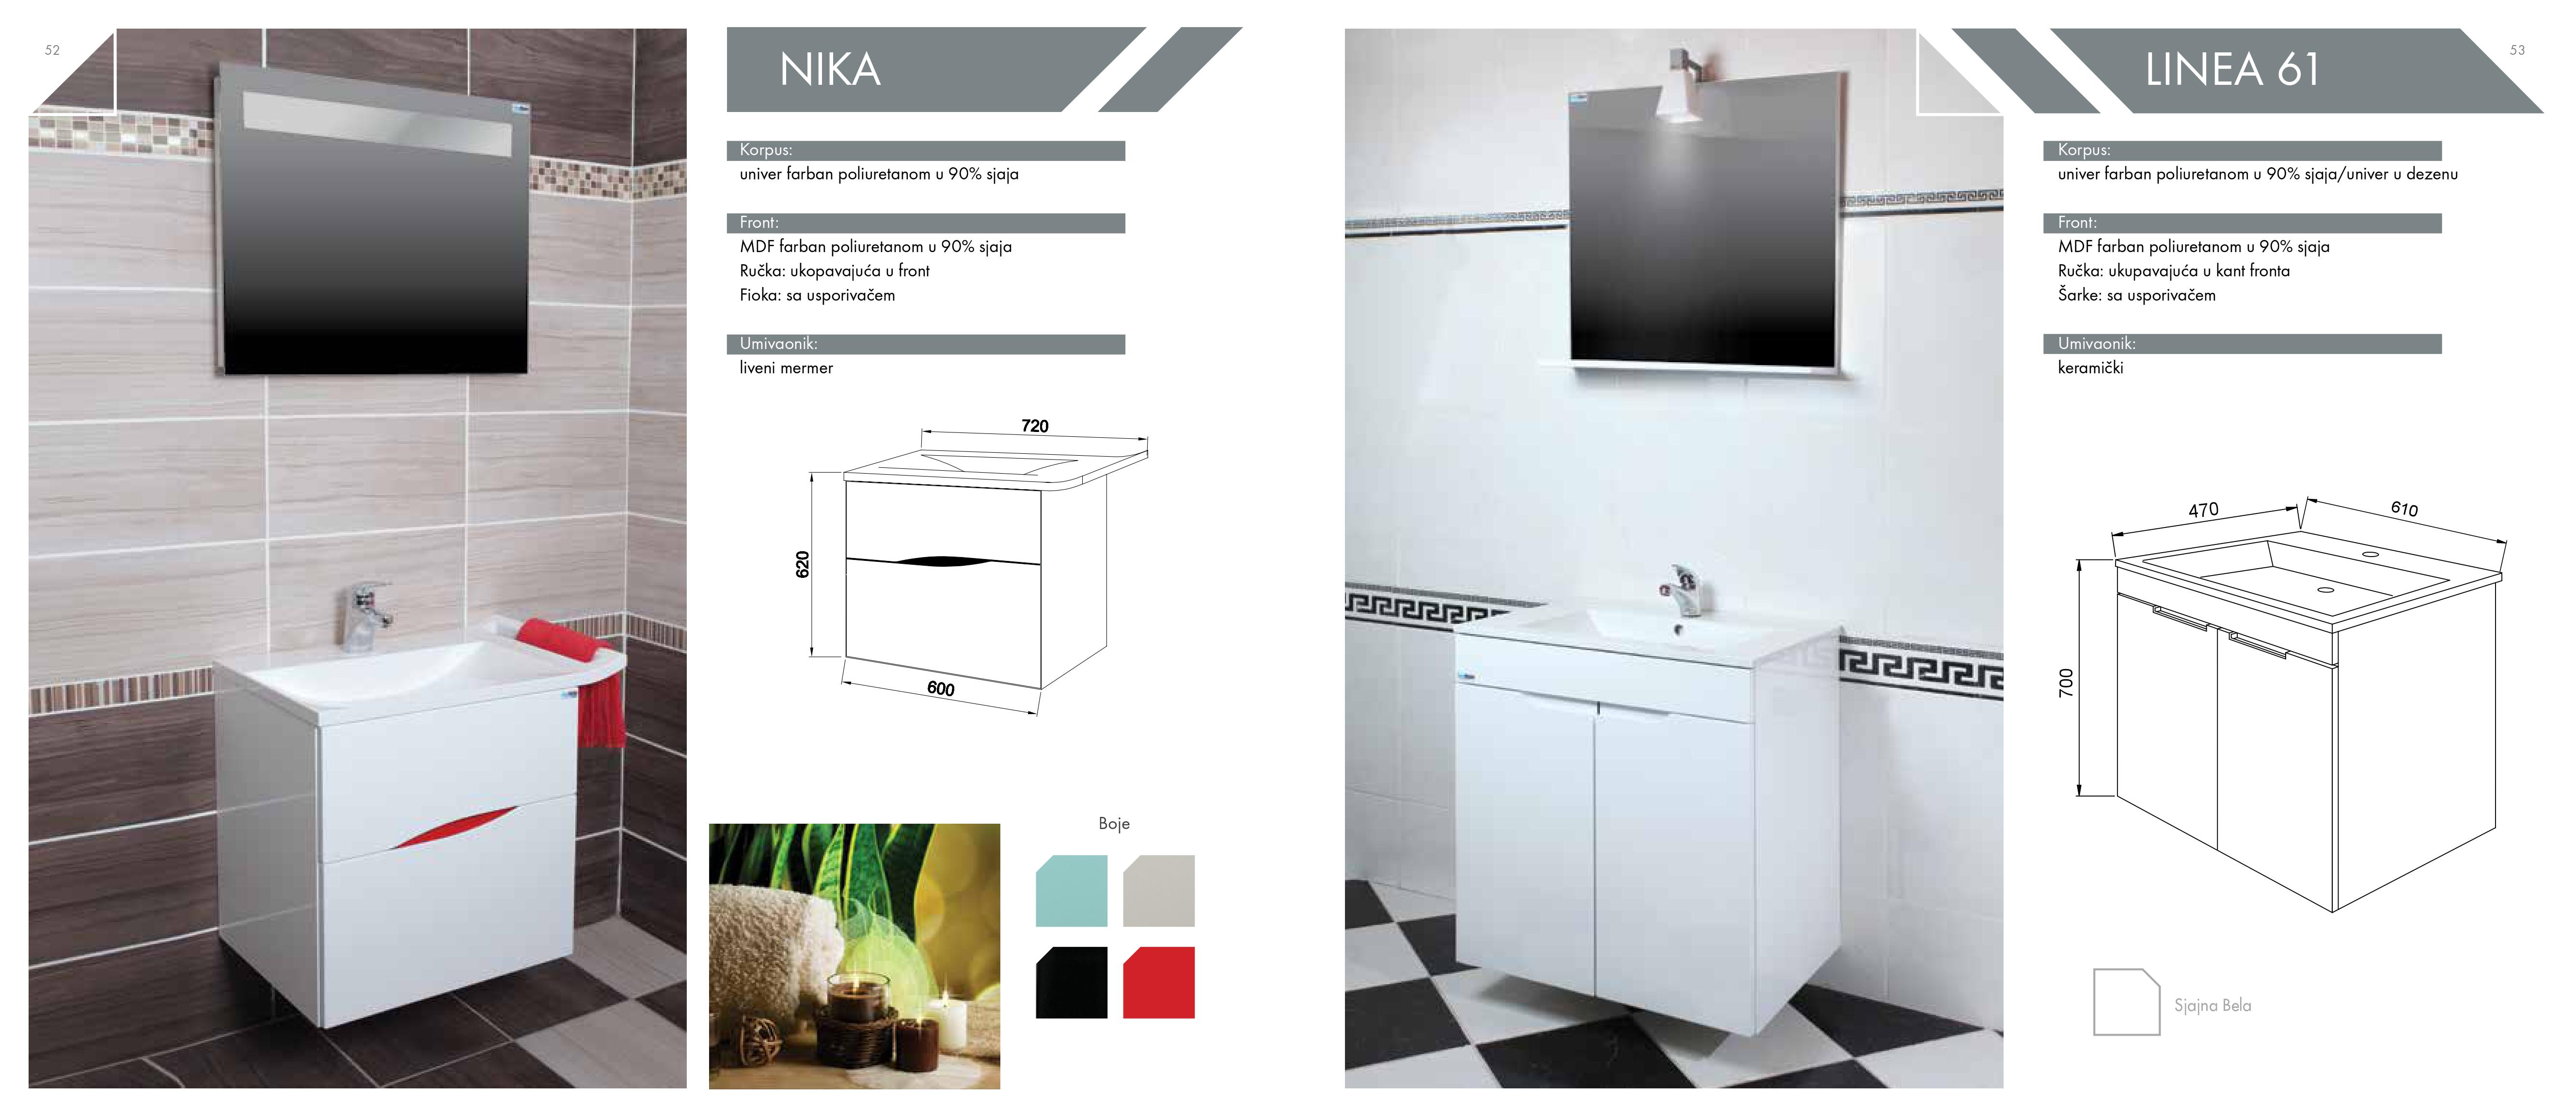 52
NIKA
Korpus:
univer farban poliuretanom u 90% sjaja
Front:
MDF farban poliuretanom u 90% sjaja
Ručka: ukopavajuća u front
Fioka: sa usporivačem
Umivaonik:
liveni mermer
720
620
600
Boje
LINEA 61
53
Korpus:
univer farban poliuretanom u 90% sjaja/univer u dezenu
Front:
MDF farban poliuretanom u 90% sjaja
Ručka: ukupavajuća u kant fronta
Šarke: sa usporivačem
Umivaonik:
keramički
470
610
700
Sjajna Bela